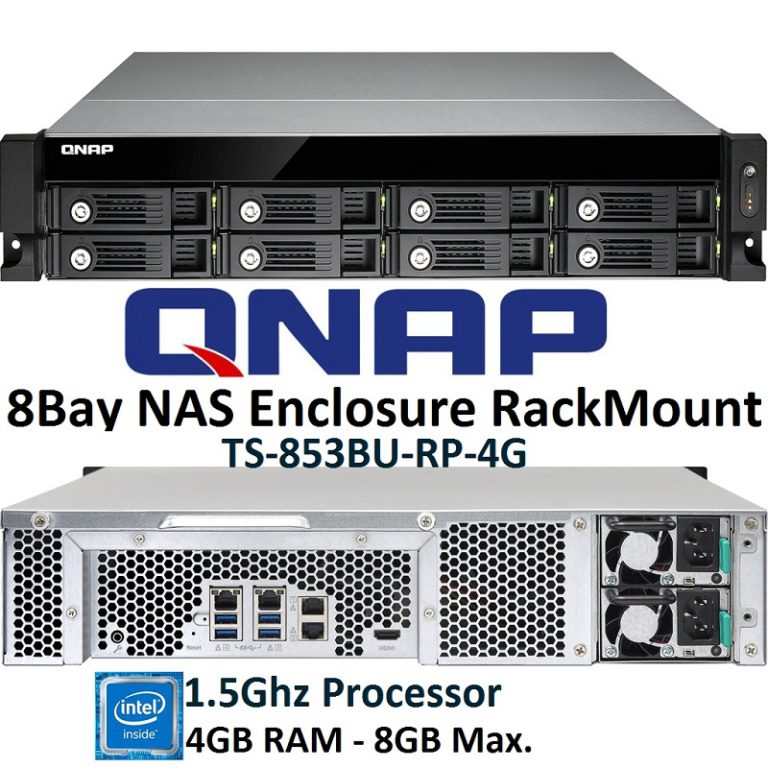 QNAP
QNAP
8Bay NAS Enclosure RackMount
TS-853BU-RP-4G
Reset
HDMI
intel
inside
1.5Ghz Processor
4GB RAM - 8GB Max.